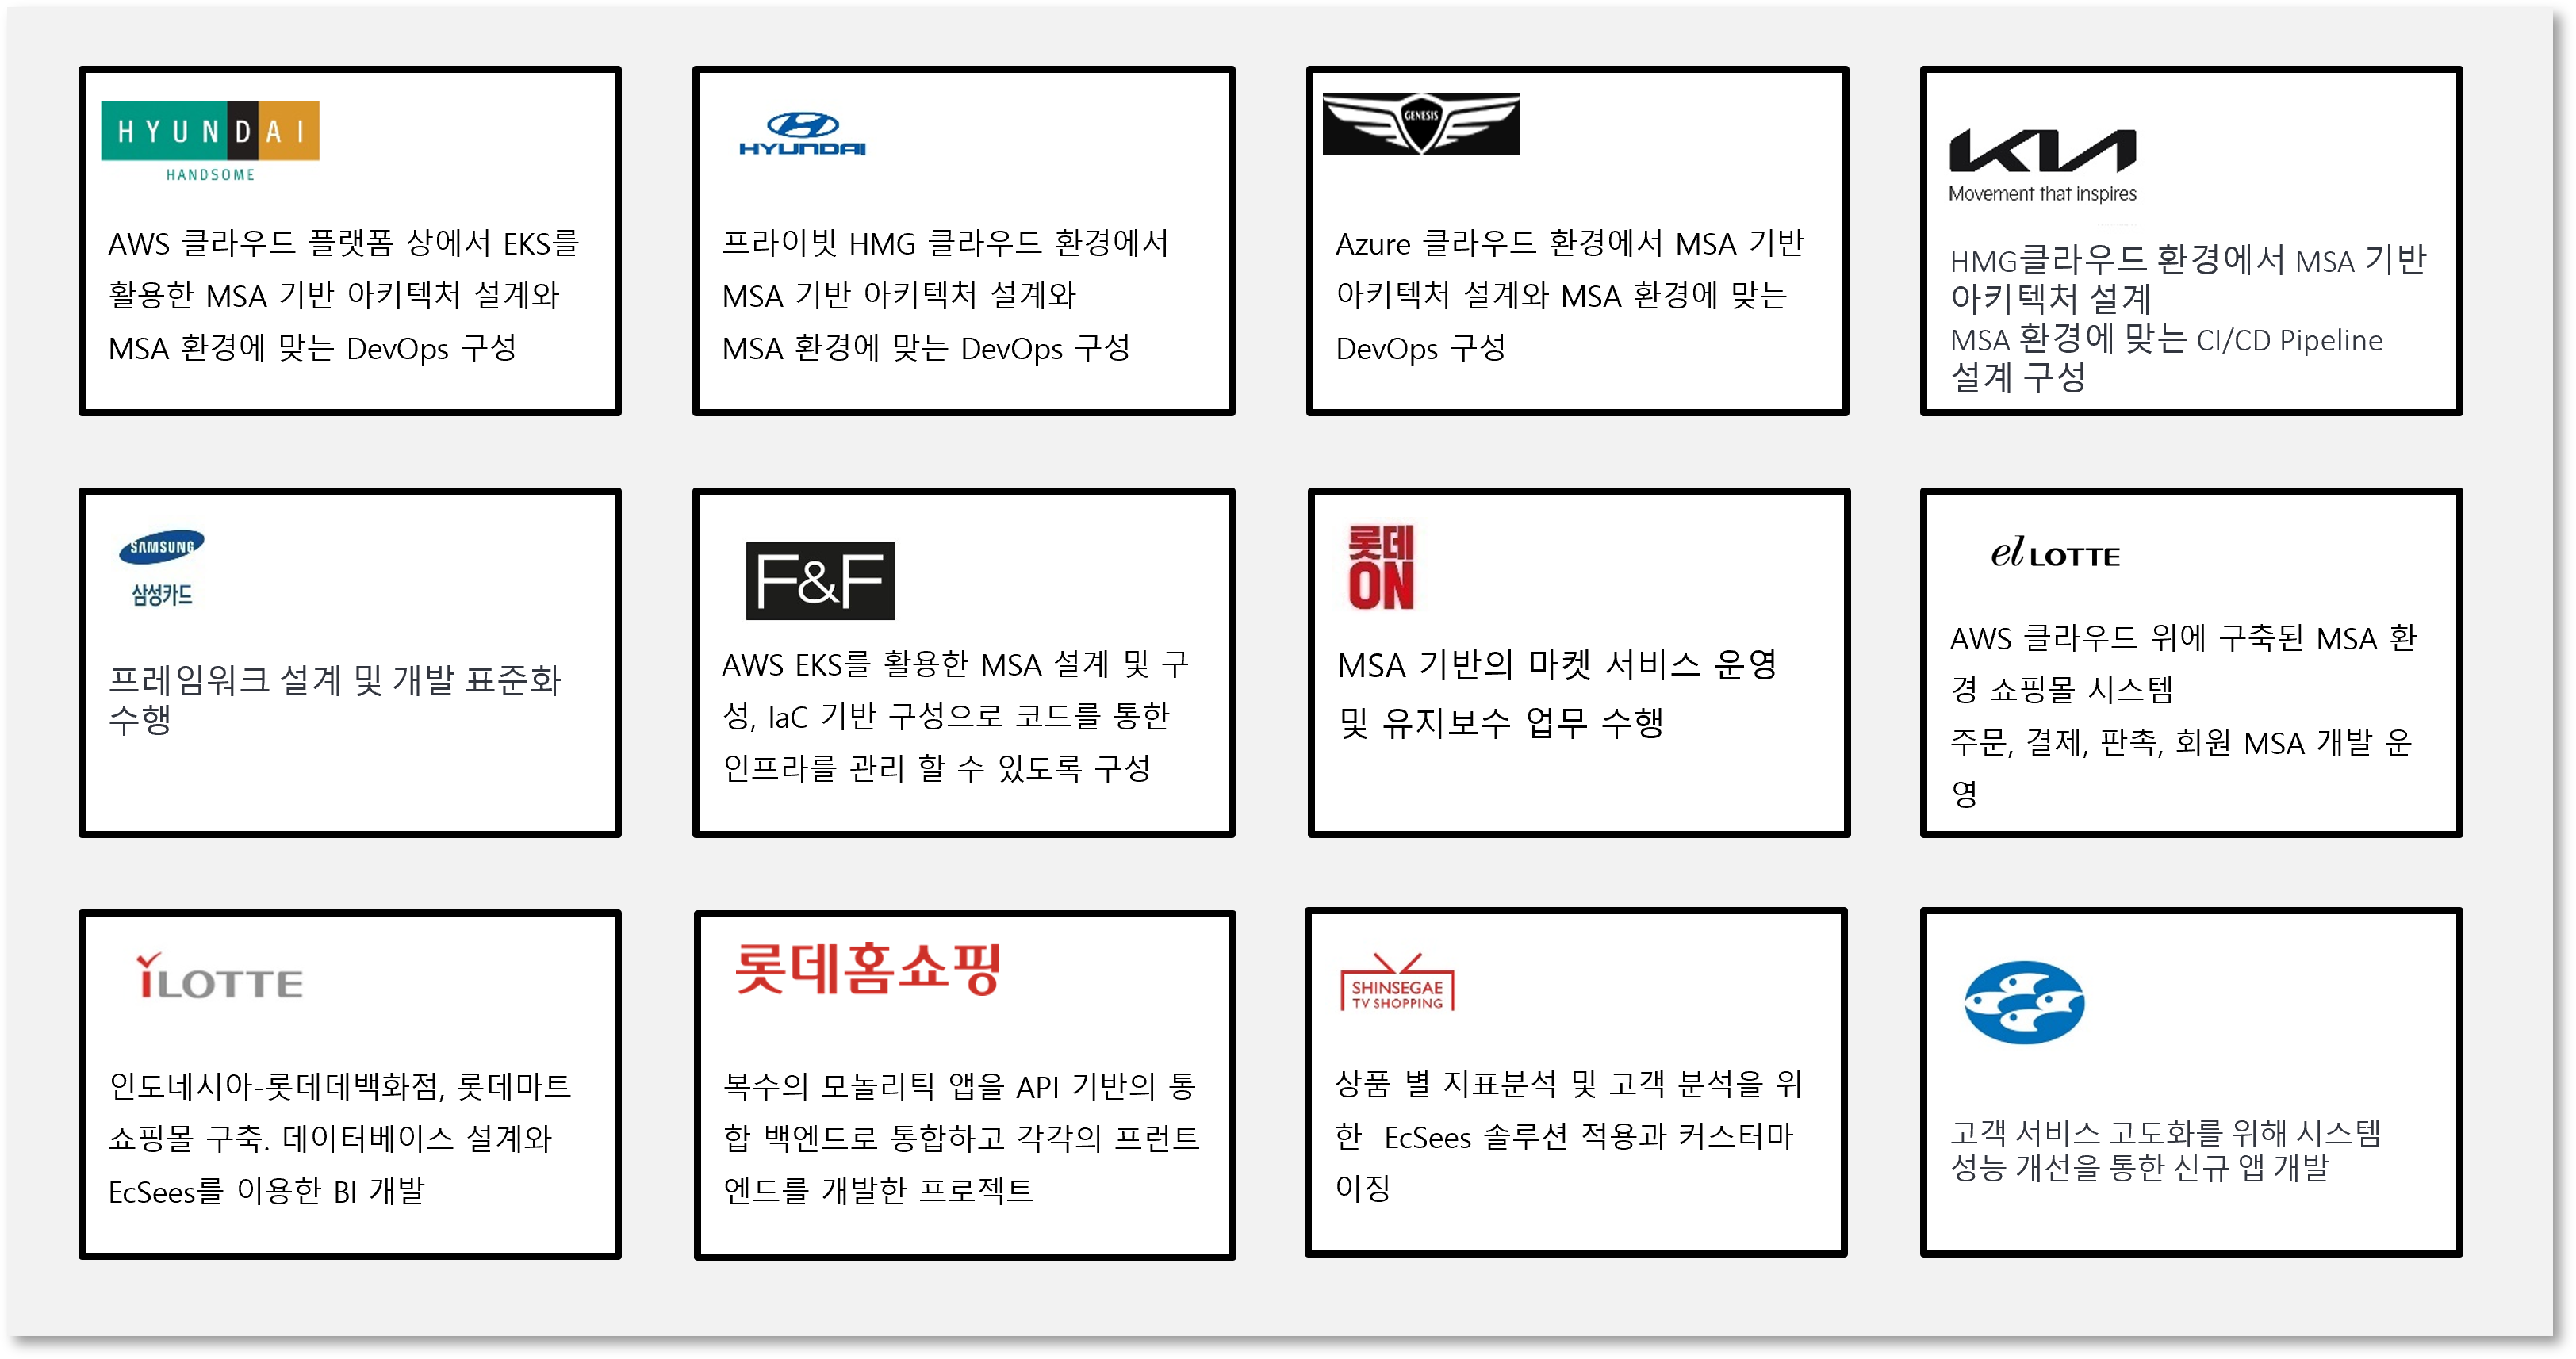 HYUNDAI
HANDSOME
AWS 클라우드 플랫폼 상에서 EKS를
활용한 MSA 기반 아키텍처 설계와
MSA 환경에 맞는 DevOps 구성
HYUNDAI
프라이빗 HMG 클라우드 환경에서
MSA 기반 아키텍처 설계와
MSA 환경에 맞는 DevOps 구성
GENESIS
Azure 클라우드 환경에서 MSA 기반
아키텍처 설계와 MSA 환경에 맞는
DevOps 구성
KIA
Movement that inspires
HMG클라우드 환경에서 MSA 기반
아키텍처 설계
MSA 환경에 맞는 CI/CD Pipeline
설계 구성
SAMSUNG
삼성카드
프레임워크 설계 및 개발 표준화
수행
F&F
AWS EKS를 활용한 MSA 설계 및 구
성, IaC 기반 구성으로 코드를 통한
인프라를 관리 할 수 있도록 구성
롯데
ON
MSA 기반의 마켓 서비스 운영
및 유지보수 업무 수행
el LOTTE
AWS 클라우드 위에 구축된 MSA 환
경 쇼핑몰 시스템
주문, 결제, 판촉, 회원 MSA 개발 운
영
iLOTTE
인도네시아-롯데데백화점, 롯데마트
쇼핑몰 구축. 데이터베이스 설계와
EcSees를 이용한 BI 개발
롯데홈쇼핑
복수의 모놀리틱 앱을 API 기반의 통
합 백엔드로 통합하고 각각의 프런트
엔드를 개발한 프로젝트
SHINSEGAE
TV SHOPPING
상품 별 지표분석 및 고객 분석을 위
한 EcSees 솔루션 적용과 커스터마
이징
고객 서비스 고도화를 위해 시스템
성능 개선을 통한 신규 앱 개발